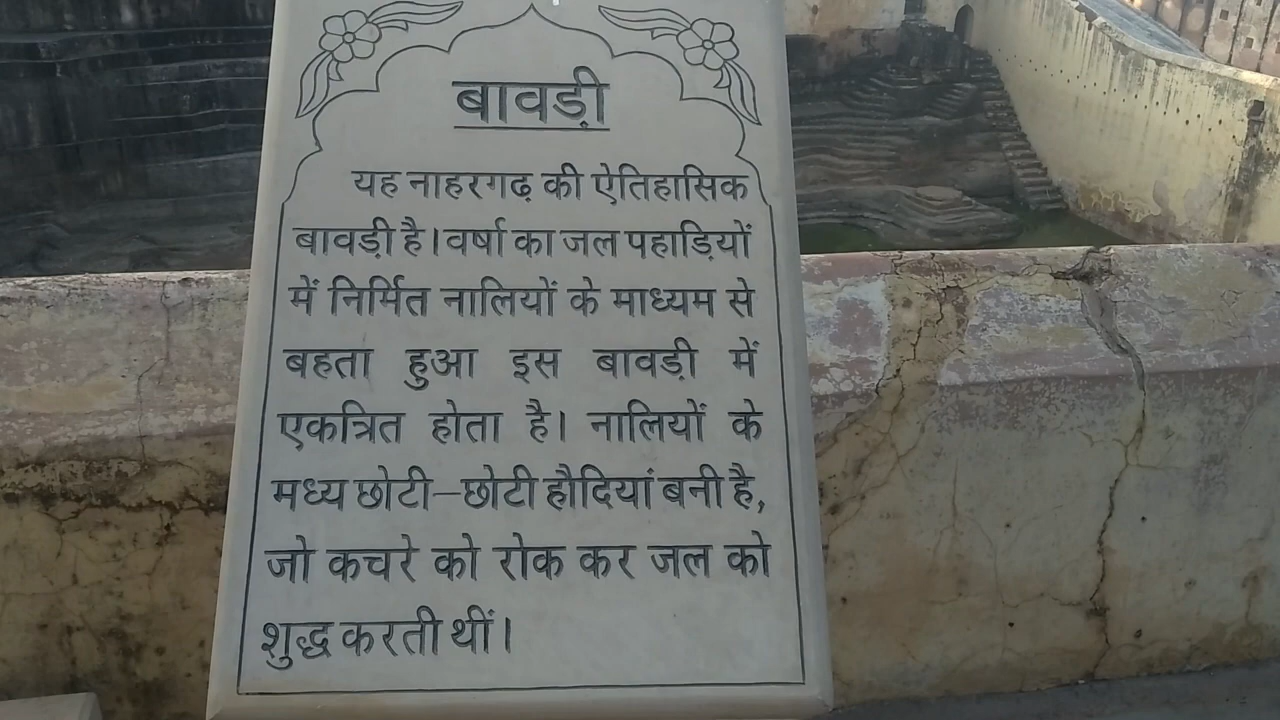 बावड़ी
यह नाहरगढ़ की ऐतिहासिक
बावड़ी है। वर्षा का जल पहाड़ियों
में निर्मित नालियों के माध्यम से
बहता हुआ इस बावड़ी में
एकत्रित होता है। नालियों के
मध्य छोटी–छोटी हौदियां बनी है,
जो कचरे को रोक कर जल को
शुद्ध करती थीं।